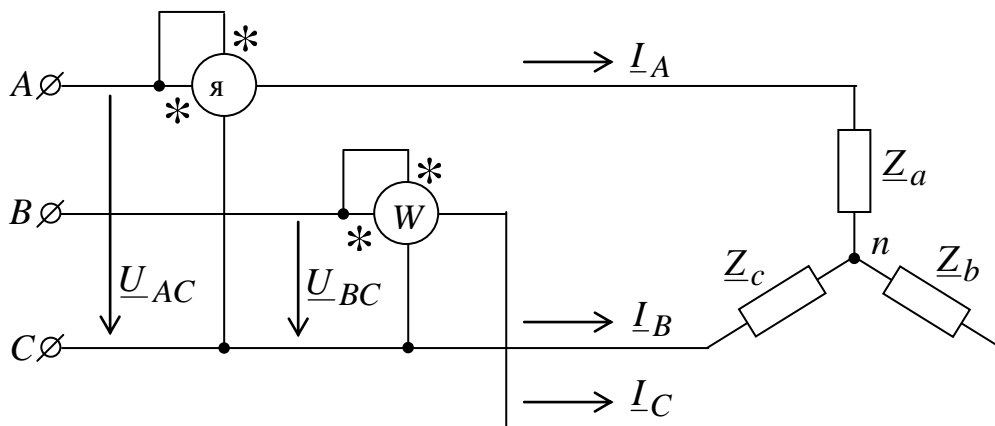 * I_A
A я
* Z_a
*
B W
n
Z_c Z_b
*
U_AC U_BC
I_B
C
I_C